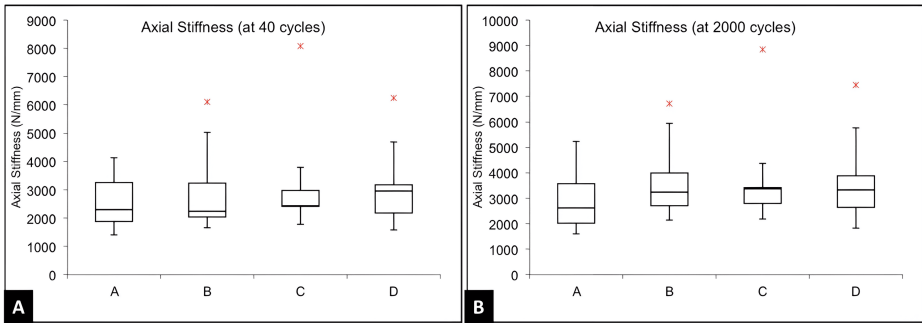 Axial Stiffness (at 40 cycles)
Axial Stiffness (N/mm)
9000
8000
7000
6000
5000
4000
3000
2000
1000
0
A
B
C
D
A
Axial Stiffness (at 2000 cycles)
Axial Stiffness (N/mm)
10000
9000
8000
7000
6000
5000
4000
3000
2000
1000
0
A
B
C
D
B